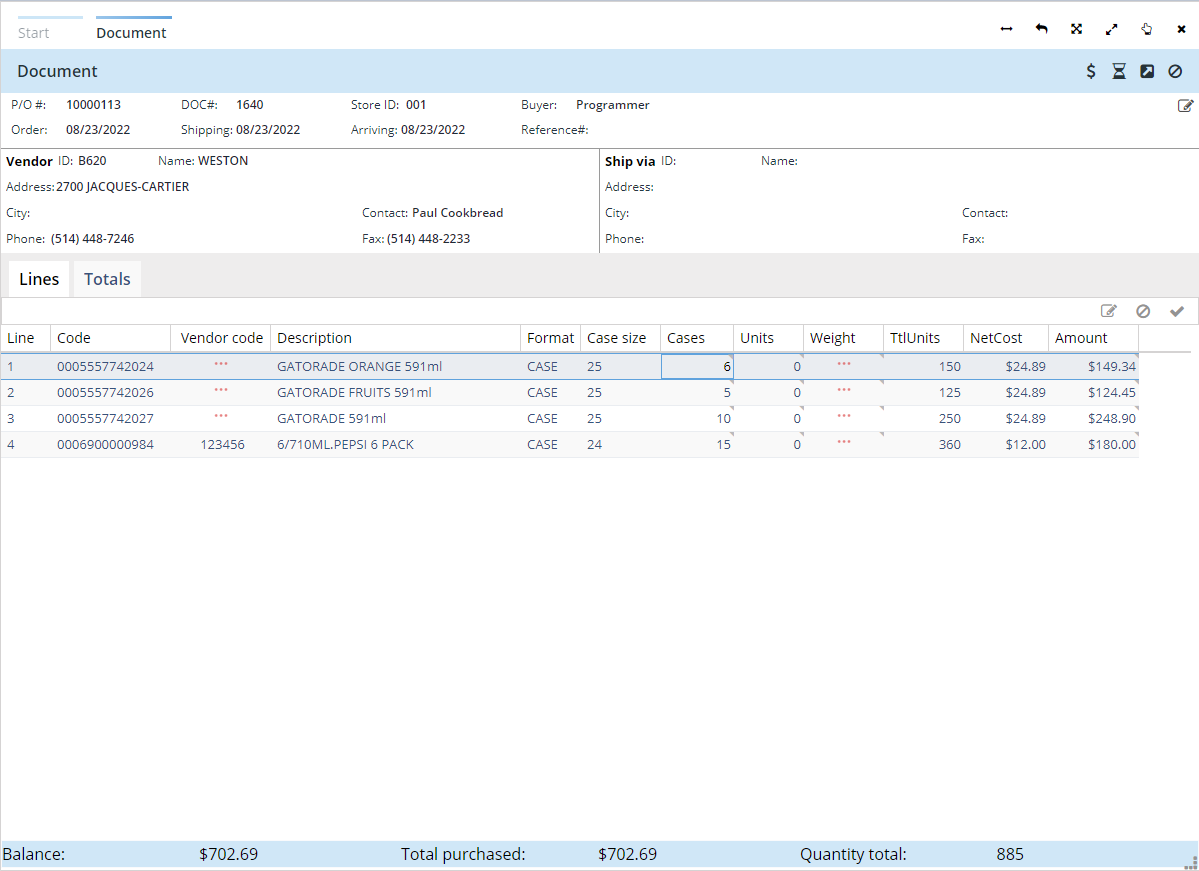 Start Document
Document $
P/O #: 10000113 DOC#: 1640 Store ID: 001 Buyer: Programmer
Order: 08/23/2022 Shipping: 08/23/2022 Arriving: 08/23/2022 Reference#:
Vendor ID: B620 Name: WESTON Ship via ID: Name:
Address: 2700 JACQUES-CARTIER Address:
City: Contact: Paul Cookbread City: Contact:
Phone: (514) 448-7246 Fax: (514) 448-2233 Phone: Fax:
Lines Totals
Line Code Vendor code Description Format Case size Cases Units Weight TtlUnits NetCost Amount
1 0005557742024 *** GATORADE ORANGE 591ml CASE 25 6 0 *** 150 $24.89 $149.34
2 0005557742026 *** GATORADE FRUITS 591ml CASE 25 5 0 *** 125 $24.89 $124.45
3 0005557742027 *** GATORADE 591ml CASE 25 10 0 *** 250 $24.89 $248.90
4 0006900000984 123456 6/710ML.PEPSI 6 PACK CASE 24 15 0 *** 360 $12.00 $180.00
Balance: $702.69 Total purchased: $702.69 Quantity total: 885